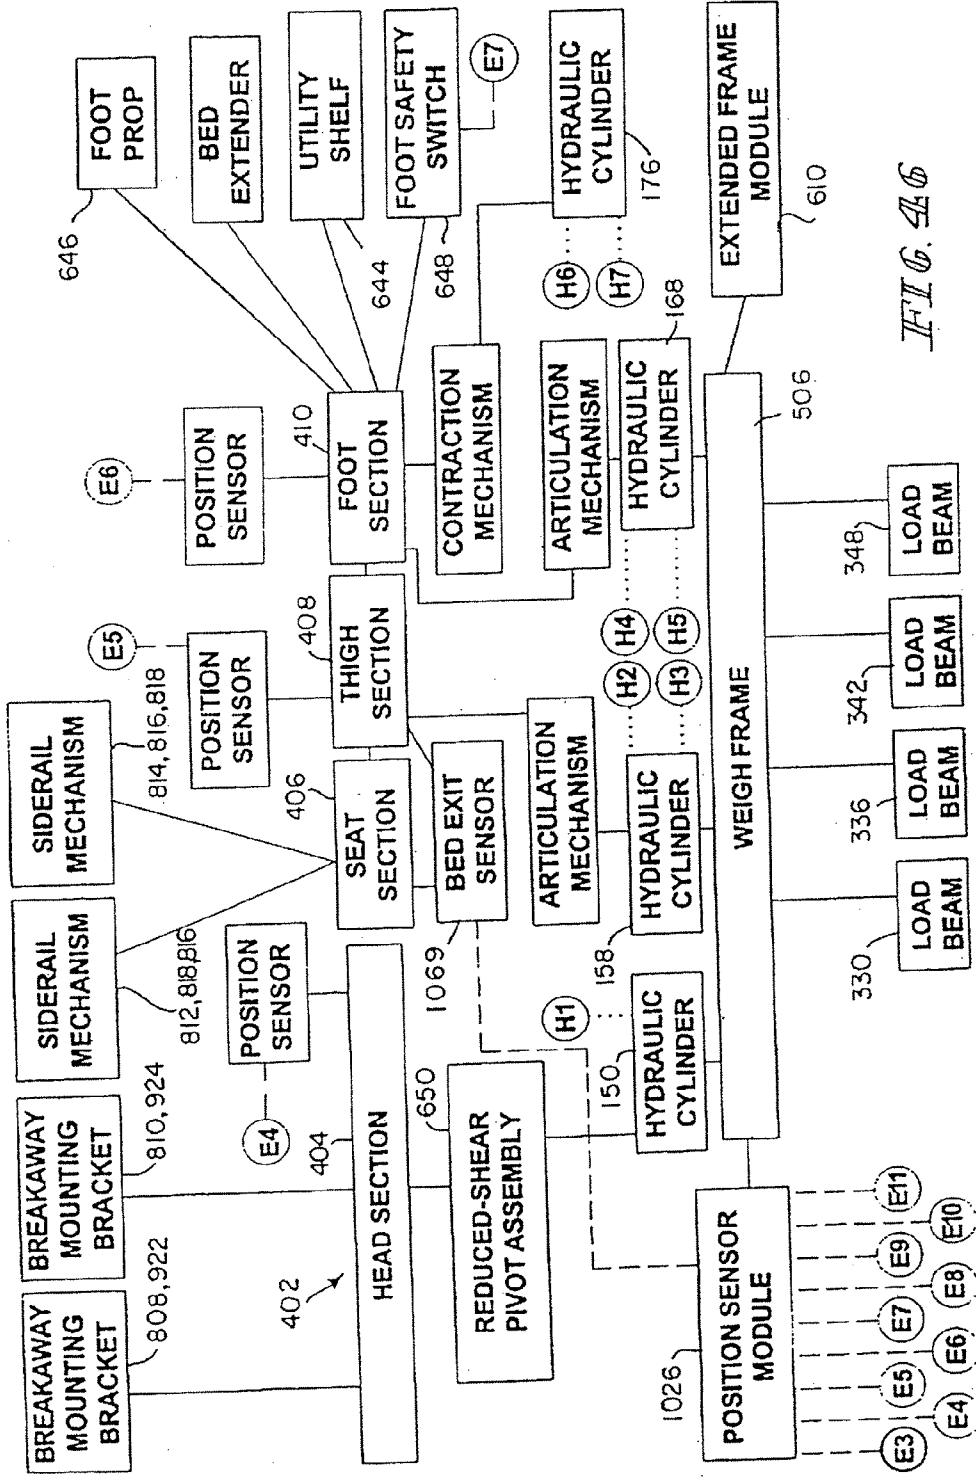 BREAKAWAY
MOUNTING
BRACKET
808, 922
BREAKAWAY
MOUNTING
BRACKET
810, 924
SIDERAIL
MECHANISM
812, 818, 816
SIDERAIL
MECHANISM
814, 816, 818
FOOT
PROP
646
BED
EXTENDER
UTILITY
SHELF
644
FOOT SAFETY
SWITCH
648
E7
E4
POSITION
SENSOR
E5
POSITION
SENSOR
E6
POSITION
SENSOR
402
404
HEAD SECTION
406
SEAT
SECTION
408
THIGH
SECTION
410
FOOT
SECTION
650
REDUCED-SHEAR
PIVOT ASSEMBLY
1069
BED EXIT
SENSOR
CONTRACTION
MECHANISM
ARTICULATION
MECHANISM
ARTICULATION
MECHANISM
HYDRAULIC
CYLINDER
176
H6
H7
H1
150
HYDRAULIC
CYLINDER
158
HYDRAULIC
CYLINDER
H2
H4
H3
H5
HYDRAULIC
CYLINDER
168
1026
POSITION SENSOR
MODULE
WEIGH FRAME
506
EXTENDED FRAME
MODULE
610
E3
E4
E5
E6
E7
E8
E9
E10
E11
330
LOAD
BEAM
336
LOAD
BEAM
342
LOAD
BEAM
348
LOAD
BEAM
FIG. 46